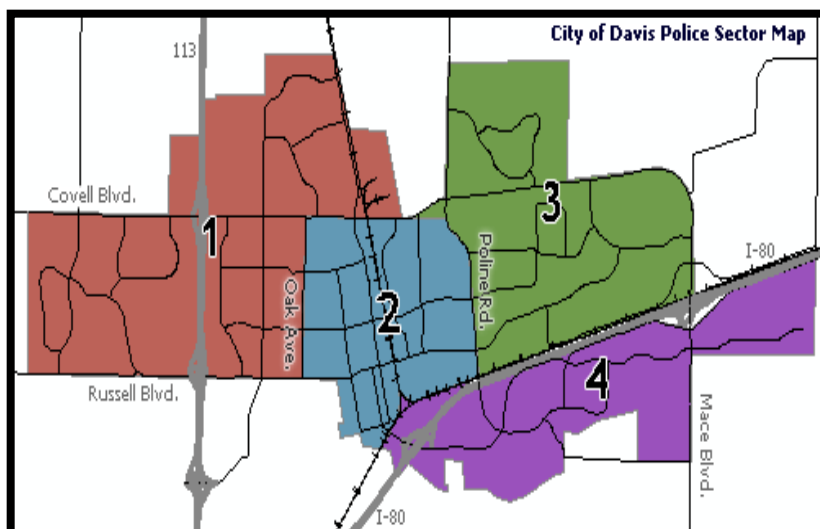 City of Davis Police Sector Map
113
Covell Blvd.
1
3
I-80
Poline Rd.
Oak Ave.
2
4
Russell Blvd.
Mace Blvd.
I-80